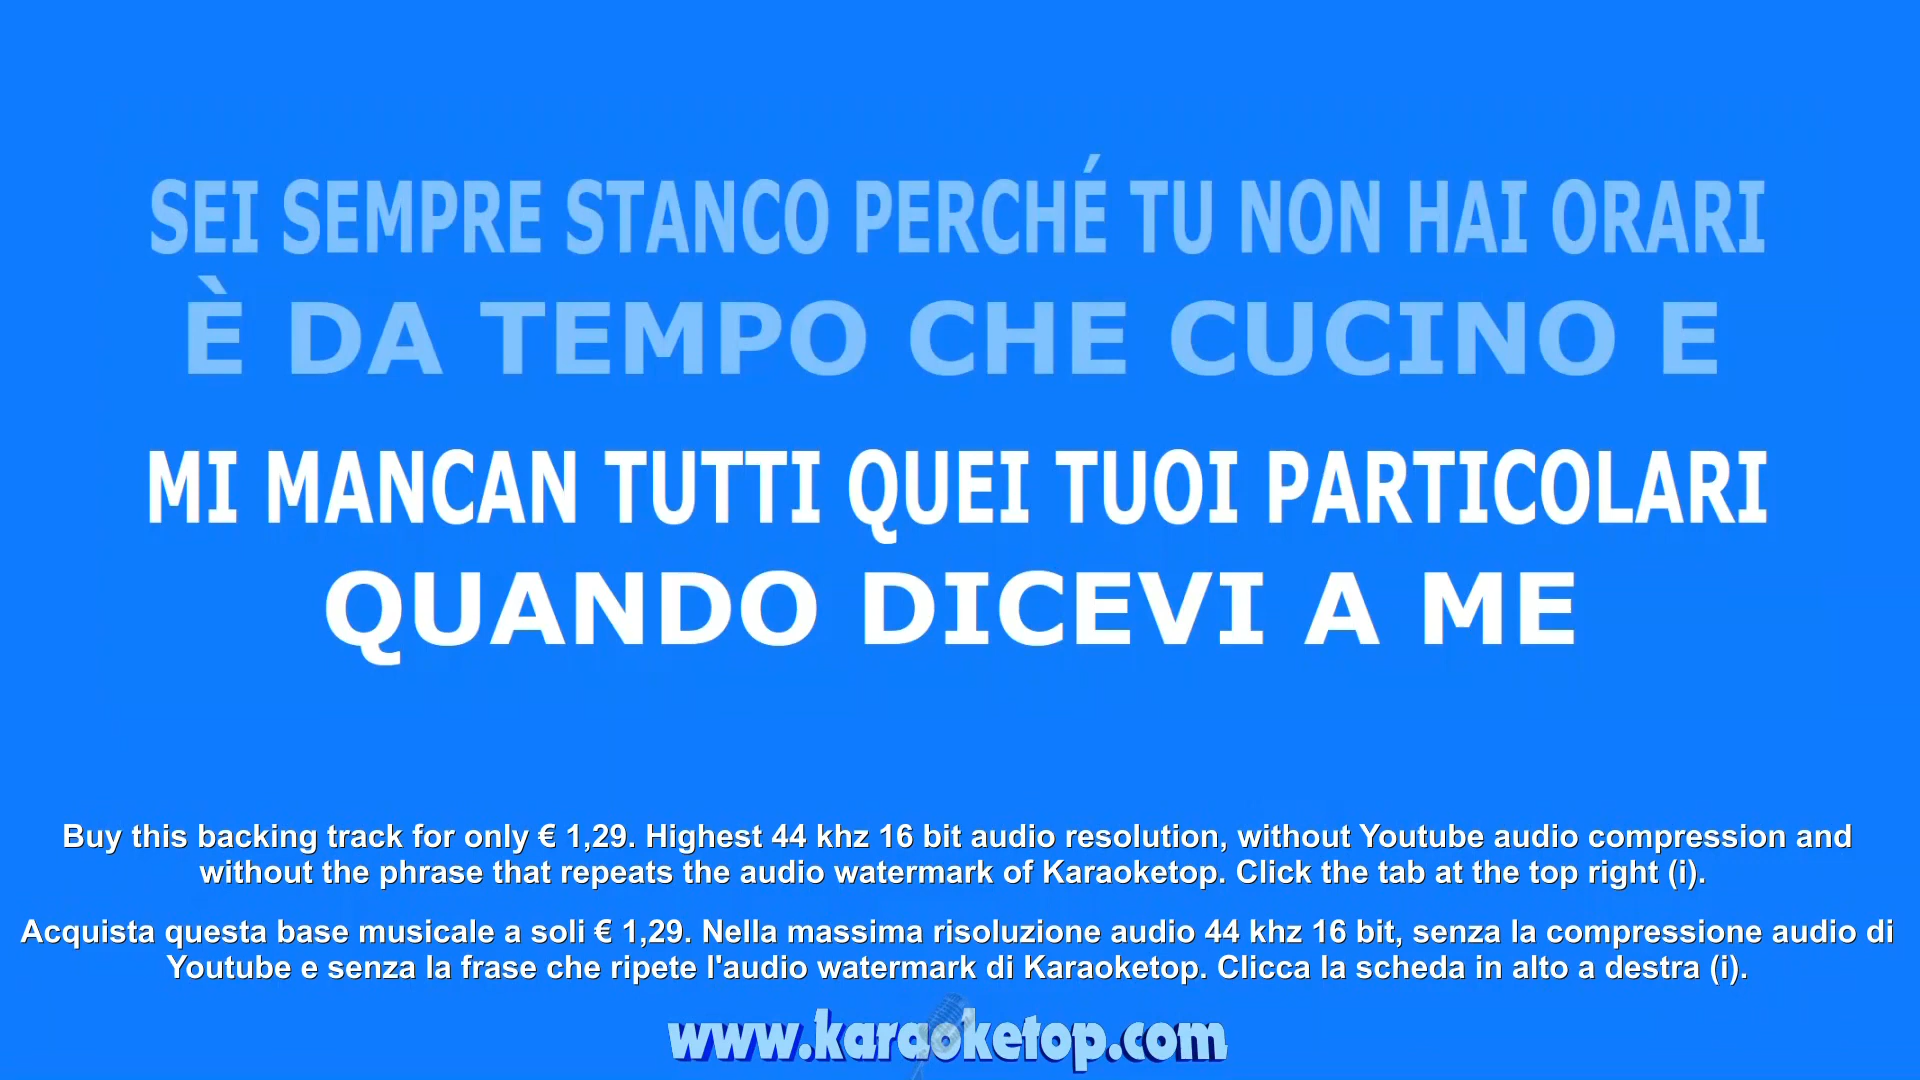 SEI SEMPRE STANCO PERCHÉ TU NON HAI ORARI
È DA TEMPO CHE CUCINO E
MI MANCAN TUTTI QUEI TUOI PARTICOLARI
QUANDO DICEVI A ME
Buy this backing track for only € 1,29. Highest 44 khz 16 bit audio resolution, without Youtube audio compression and
without the phrase that repeats the audio watermark of Karaoketop. Click the tab at the top right (i).
Acquista questa base musicale a soli € 1,29. Nella massima risoluzione audio 44 khz 16 bit, senza la compressione audio di
Youtube e senza la frase che ripete l'audio watermark di Karaoketop. Clicca la scheda in alto a destra (i).
www.karaoketop.com